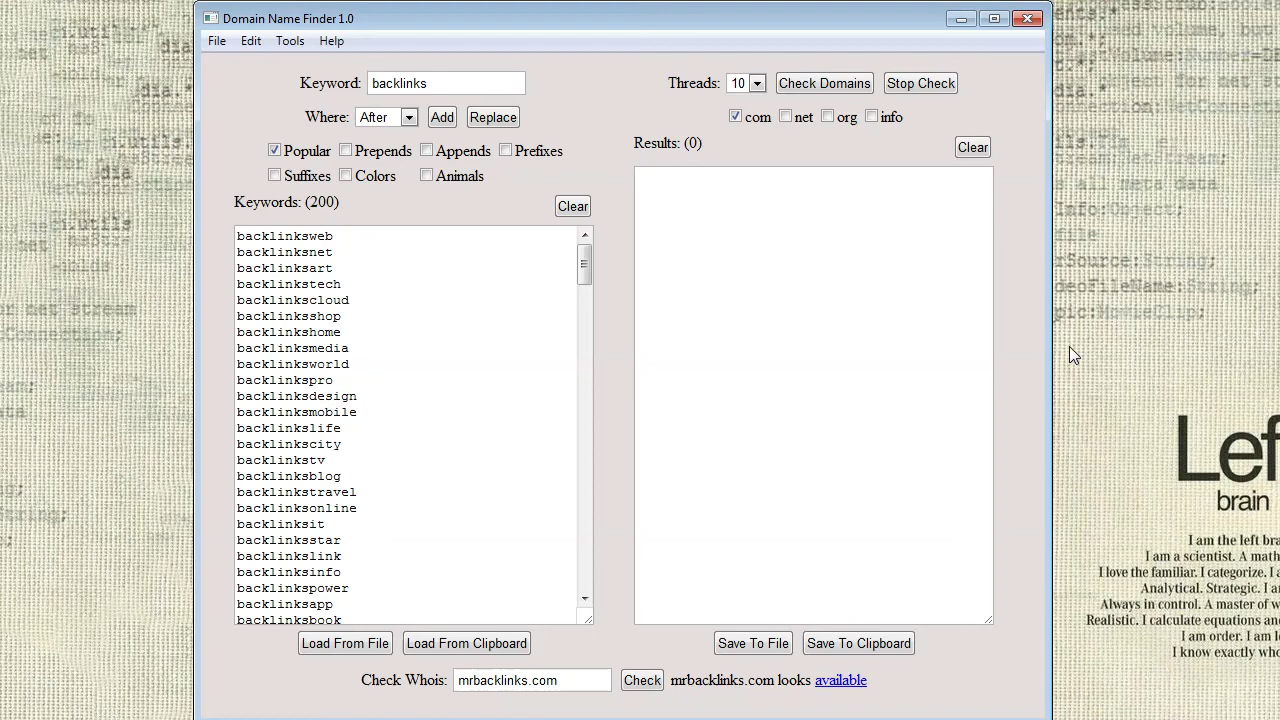 Domain Name Finder 1.0
File Edit Tools Help
Keyword: backlinks
Where: After Add Replace
Popular Prepends Appends Prefixes
Suffixes Colors Animals
Keywords: (200) Clear
backlinksweb
backlinksnet
backlinksart
backlinkstech
backlinkscloud
backlinksshop
backlinkshome
backlinksmedia
backlinksworld
backlinkspro
backlinksdesign
backlinksmobile
backlinkslife
backlinkscity
backlinkstv
backlinksblog
backlinkstravel
backlinksonline
backlinksit
backlinksstar
backlinkslink
backlinksinfo
backlinkspower
backlinksapp
backlinksbook
Load From File Load From Clipboard
Threads: 10 Check Domains Stop Check
com net org info
Results: (0) Clear
Save To File Save To Clipboard
Check Whois: mrbacklinks.com Check mrbacklinks.com looks available
Lef
brain
I am the left bra
I am a scientist. A math
I love the familiar. I categorize. I a
Analytical. Strategic. I a
Always in control. A master of w
Realistic. I calculate equations and
I am order. I am l
I know exactly who